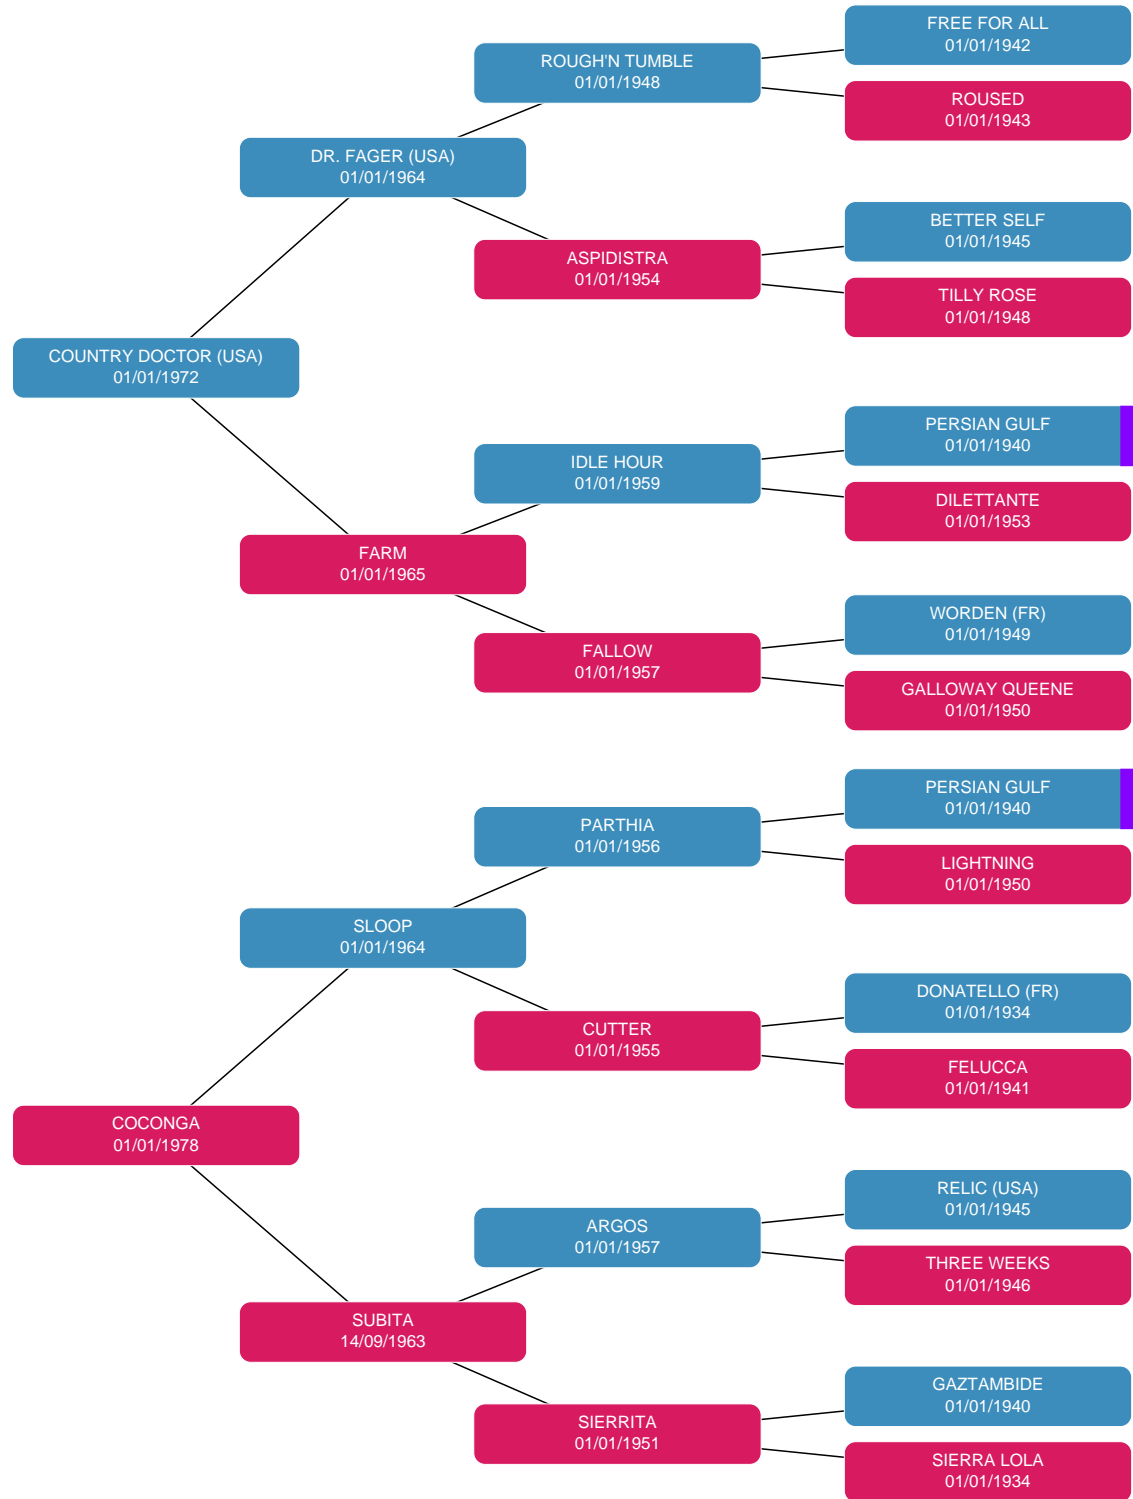 FREE FOR ALL
01/01/1942
ROUGH'N TUMBLE
01/01/1948
ROUSED
01/01/1943
DR. FAGER (USA)
01/01/1964
BETTER SELF
01/01/1945
ASPIDISTRA
01/01/1954
TILLY ROSE
01/01/1948
COUNTRY DOCTOR (USA)
01/01/1972
PERSIAN GULF
01/01/1940
IDLE HOUR
01/01/1959
DILETTANTE
01/01/1953
FARM
01/01/1965
WORDEN (FR)
01/01/1949
FALLOW
01/01/1957
GALLOWAY QUEENE
01/01/1950
PERSIAN GULF
01/01/1940
PARTHIA
01/01/1956
LIGHTNING
01/01/1950
SLOOP
01/01/1964
DONATELLO (FR)
01/01/1934
CUTTER
01/01/1955
FELUCCA
01/01/1941
COCONGA
01/01/1978
RELIC (USA)
01/01/1945
ARGOS
01/01/1957
THREE WEEKS
01/01/1946
SUBITA
14/09/1963
GAZTAMBIDE
01/01/1940
SIERRITA
01/01/1951
SIERRA LOLA
01/01/1934